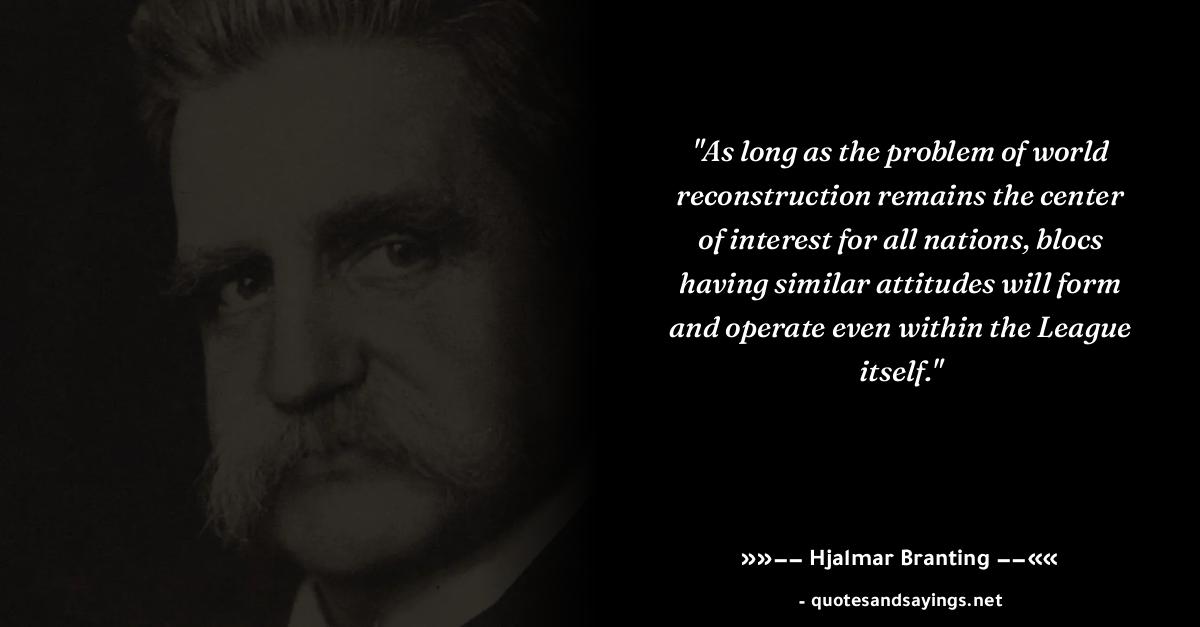 "As long as the problem of world
reconstruction remains the center
of interest for all nations, blocs
having similar attitudes will form
and operate even within the League
itself."
»»–– Hjalmar Branting ––««
- quotesandsayings.net